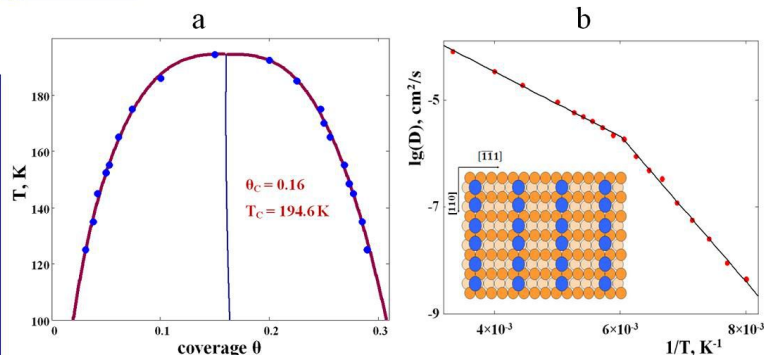 a
b
T, K
180
160
140
120
100
0
0.1
0.2
0.3
coverage θ
θC = 0.16
TC = 194.6 K
lg(D), cm²/s
-5
-7
-9
4×10⁻³
6×10⁻³
8×10⁻³
1/T, K⁻¹
[1̅1̅1]
[11̅0]